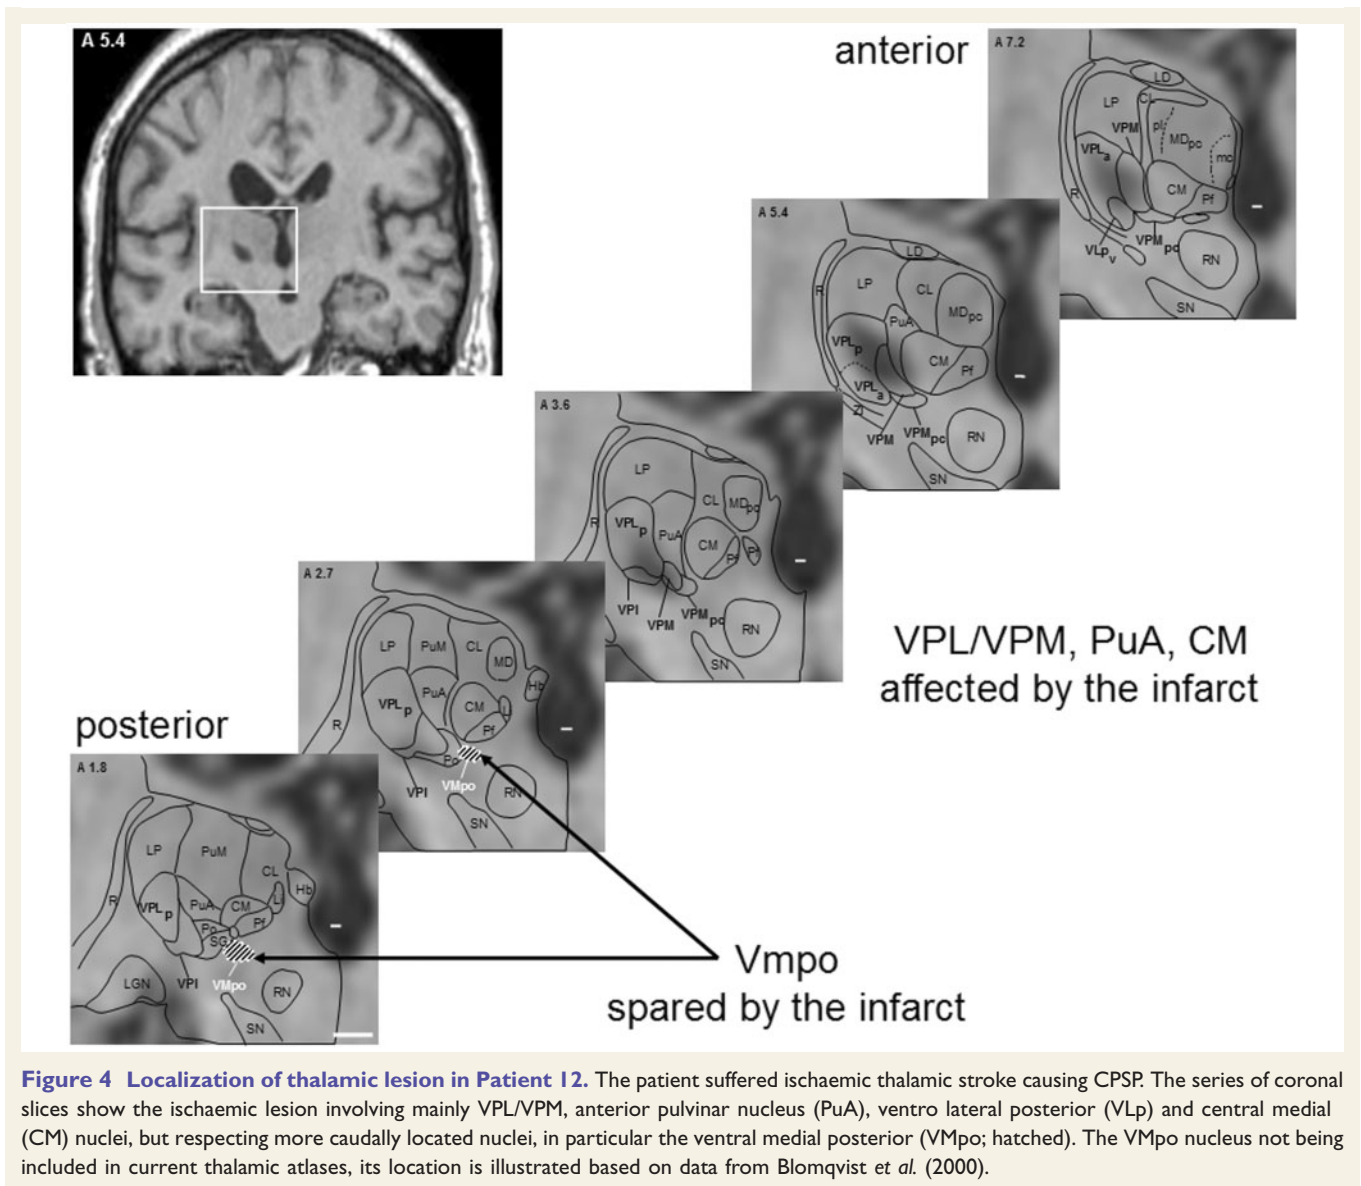 A 5.4
anterior
A 7.2
LD
LP
CL
VPM
pl
MDpc
mc
VPLa
R
CM
Pf
VLpv
VPMpc
RN
SN
A 5.4
LD
R
LP
CL
PuA
MDpc
VPLp
CM
Pf
VPLa
ZI
VPM
VPMpc
RN
SN
A 3.6
LP
CL
MDpc
R
VPLp
PuA
CM
Pf
Pf
VPI
VPM
VPMpc
RN
SN
VPL/VPM, PuA, CM
affected by the infarct
A 2.7
LP
PuM
CL
MD
Hb
PuA
VPLp
CM
Li
Pf
R
Po
VPI
VMpo
RN
SN
posterior
A 1.8
LP
PuM
CL
Hb
R
VPLp
PuA
CM
Li
Pf
Po
SG
LGN
VPI
VMpo
RN
SN
Vmpo
spared by the infarct
Figure 4 Localization of thalamic lesion in Patient 12. The patient suffered ischaemic thalamic stroke causing CPSP. The series of coronal
slices show the ischaemic lesion involving mainly VPL/VPM, anterior pulvinar nucleus (PuA), ventro lateral posterior (VLp) and central medial
(CM) nuclei, but respecting more caudally located nuclei, in particular the ventral medial posterior (VMpo; hatched). The VMpo nucleus not being
included in current thalamic atlases, its location is illustrated based on data from Blomqvist et al. (2000).